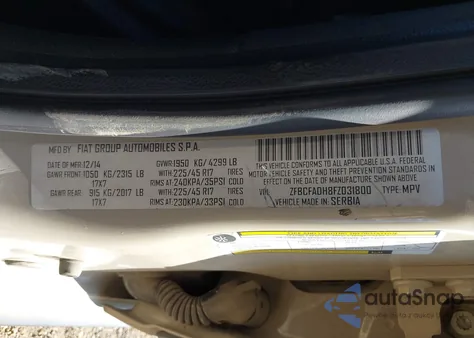 MFD BY FIAT GROUP AUTOMOBILES S.P.A.
DATE OF MFR 12/14 GVWR 1950 KG/4299 LB
GAWR FRONT 1050 KG/2315 LB WITH 225/45 R17 TIRES
17X7 RIMS AT 240KPA/35PSI COLD
GAWR REAR: 915 KG/2017 LB WITH 225/45 R17 TIRES
17X7 RIMS AT 230KPA/33PSI COLD
THIS VEHICLE CONFORMS TO ALL APPLICABLE U.S.A. FEDERAL
MOTOR VEHICLE SAFETY, BUMPER, AND THEFT PREVENTION
STANDARDS IN EFFECT ON THE DATE OF MANUFACTURE SHOWN ABOVE.
VIN: ZFBCFADH8FZ031800 TYPE: MPV
VEHICLE MADE IN SERBIA
autoSnap